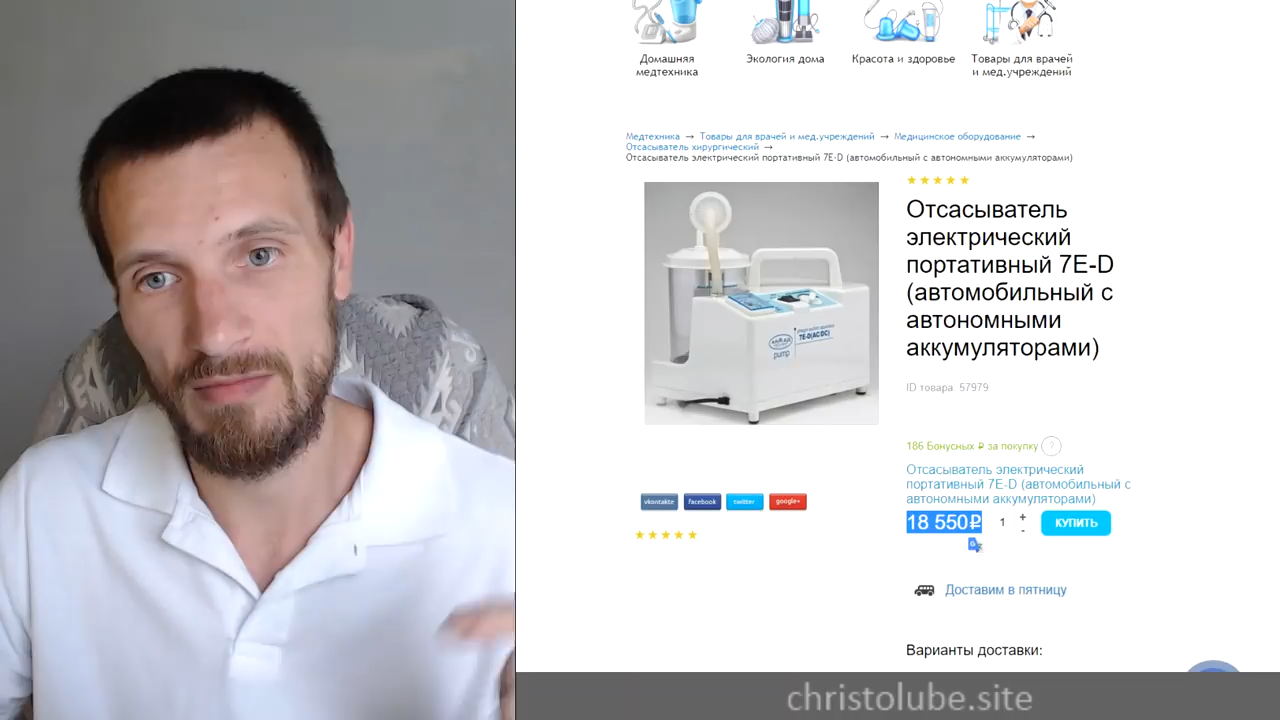 Домашняя
медтехника
Экология дома
Красота и здоровье
Товары для врачей
и мед.учреждений
Медтехника → Товары для врачей и мед.учреждений → Медицинское оборудование →
Отсасыватель хирургический →
Отсасыватель электрический портативный 7E-D (автомобильный с автономными аккумуляторами)
Отсасыватель
электрический
портативный 7E-D
(автомобильный с
автономными
аккумуляторами)
ID товара 57979
7E-D(AC/DC)
pump
186 Бонусных ₽ за покупку ?
Отсасыватель электрический
портативный 7E-D (автомобильный с
автономными аккумуляторами)
18 550₽ 1 + - КУПИТЬ
vkontakte facebook twitter google+
Доставим в пятницу
Варианты доставки:
christolube.site